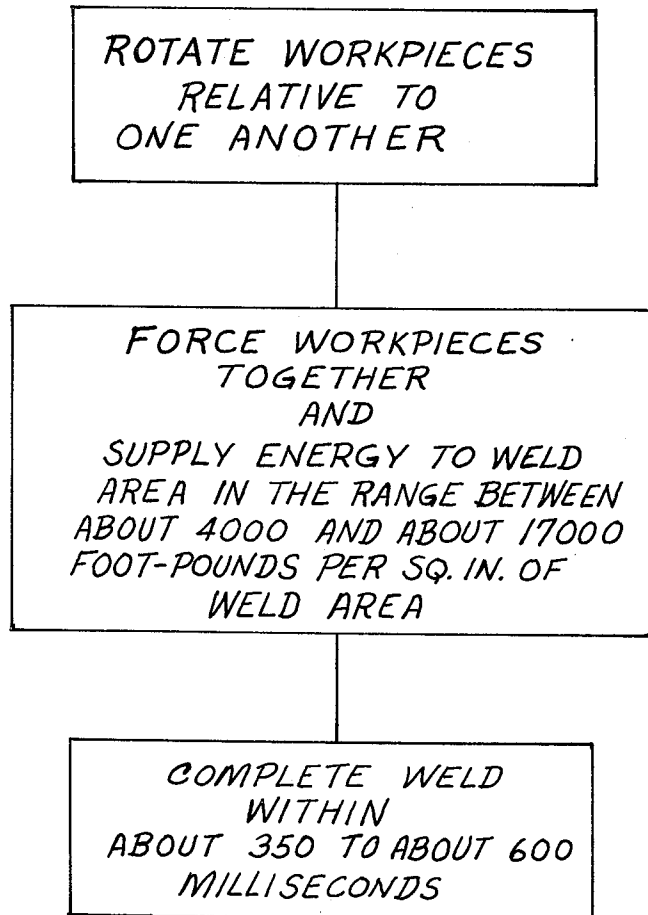 ROTATE WORKPIECES
RELATIVE TO
ONE ANOTHER
FORCE WORKPIECES
TOGETHER
AND
SUPPLY ENERGY TO WELD
AREA IN THE RANGE BETWEEN
ABOUT 4000 AND ABOUT 17000
FOOT-POUNDS PER SQ. IN. OF
WELD AREA
COMPLETE WELD
WITHIN
ABOUT 350 TO ABOUT 600
MILLISECONDS